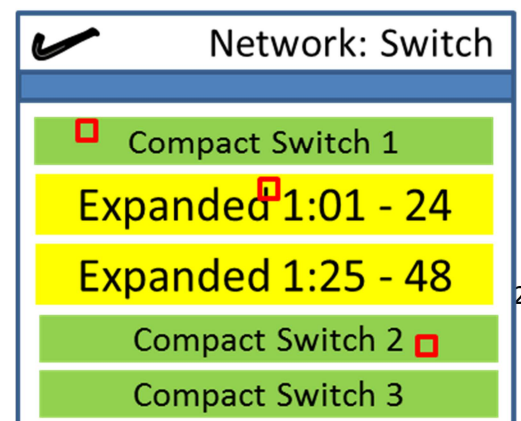 Network: Switch
Compact Switch 1
Expanded 1:01 - 24
Expanded 1:25 - 48
Compact Switch 2
Compact Switch 3